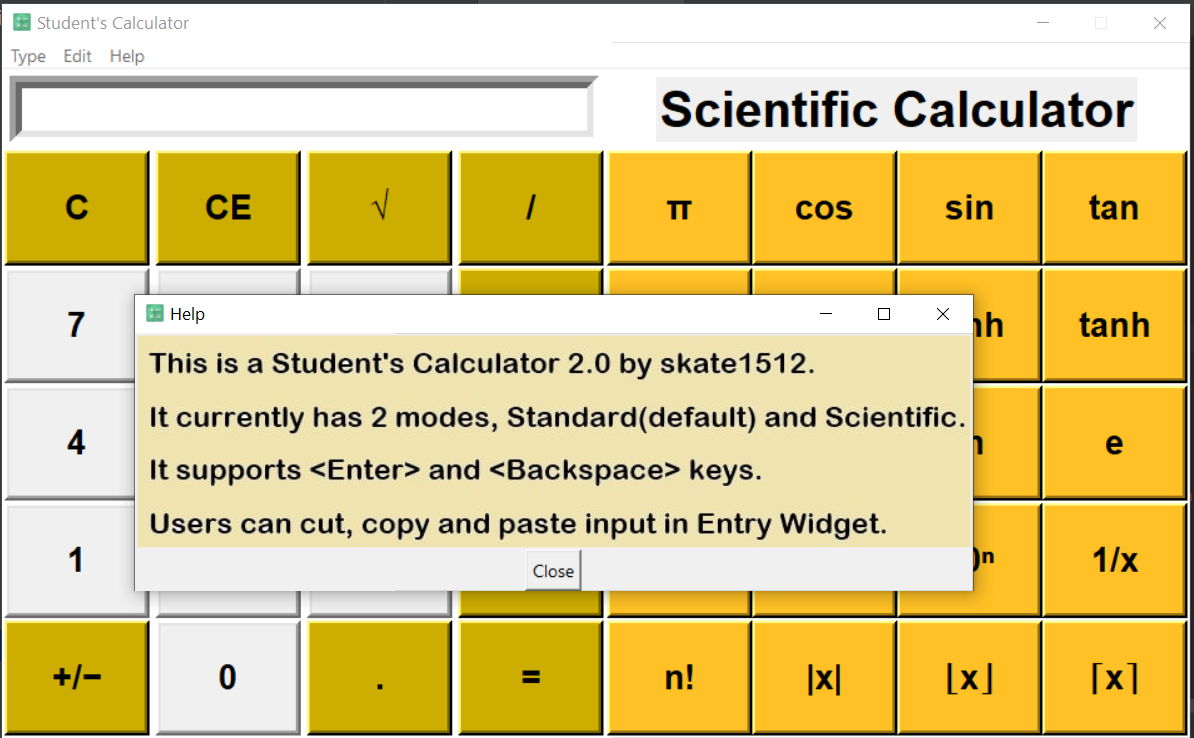 Student's Calculator
Type Edit Help
Scientific Calculator
C CE √ / π cos sin tan
7 tanh
Help
This is a Student's Calculator 2.0 by skate1512.
It currently has 2 modes, Standard(default) and Scientific.
4 e
It supports <Enter> and <Backspace> keys.
Users can cut, copy and paste input in Entry Widget.
1 1/x
Close
+/− 0 . = n! |x| ⌊x⌋ ⌈x⌉